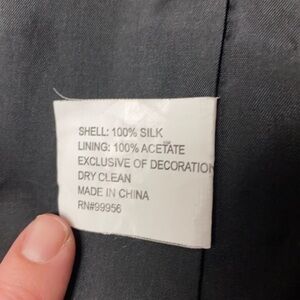 SHELL: 100% SILK
LINING: 100% ACETATE
EXCLUSIVE OF DECORATION
DRY CLEAN
MADE IN CHINA
RN#99956